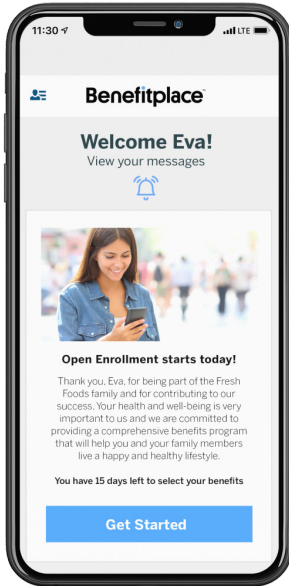 11:30
LTE
Benefitplace
Welcome Eva!
View your messages
Open Enrollment starts today!
Thank you, Eva, for being part of the Fresh
Foods family and for contributing to our
success. Your health and well-being is very
important to us and we are committed to
providing a comprehensive benefits program
that will help you and your family members
live a happy and healthy lifestyle.
You have 15 days left to select your benefits
Get Started